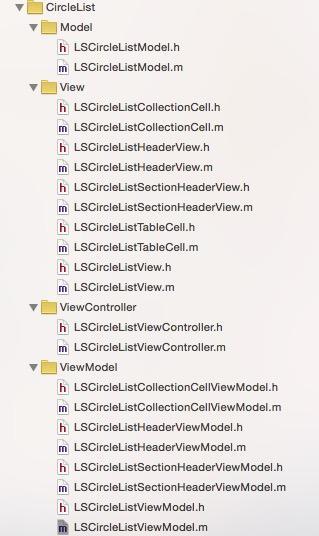 CircleList
Model
h LSCircleListModel.h
m LSCircleListModel.m
View
h LSCircleListCollectionCell.h
m LSCircleListCollectionCell.m
h LSCircleListHeaderView.h
m LSCircleListHeaderView.m
h LSCircleListSectionHeaderView.h
m LSCircleListSectionHeaderView.m
h LSCircleListTableCell.h
m LSCircleListTableCell.m
h LSCircleListView.h
m LSCircleListView.m
ViewController
h LSCircleListViewController.h
m LSCircleListViewController.m
ViewModel
h LSCircleListCollectionCellViewModel.h
m LSCircleListCollectionCellViewModel.m
h LSCircleListHeaderViewModel.h
m LSCircleListHeaderViewModel.m
h LSCircleListSectionHeaderViewModel.h
m LSCircleListSectionHeaderViewModel.m
h LSCircleListViewModel.h
m LSCircleListViewModel.m